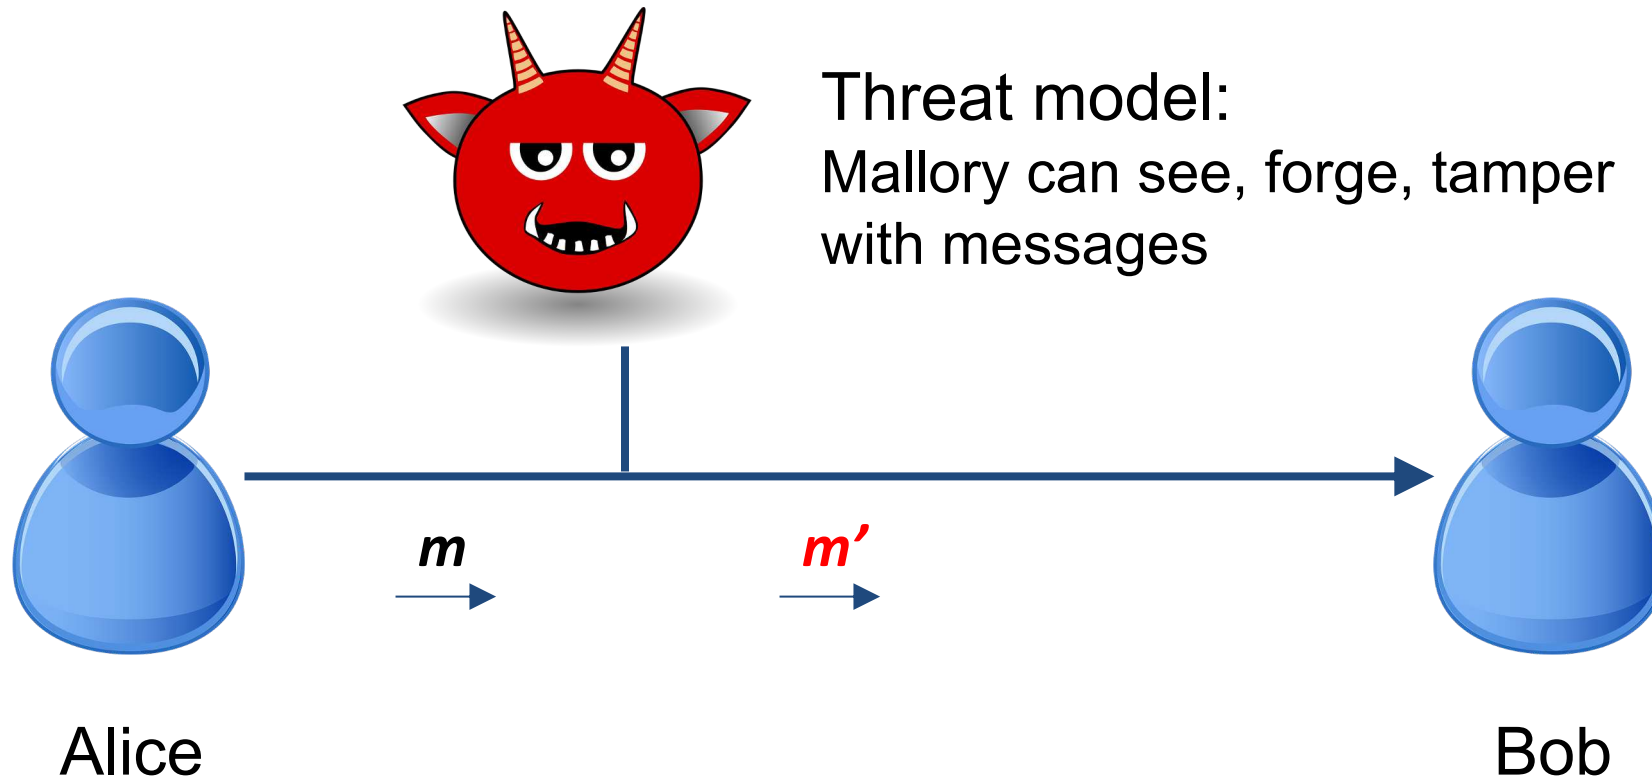 Threat model:
Mallory can see, forge, tamper
with messages
m
m’
Alice
Bob